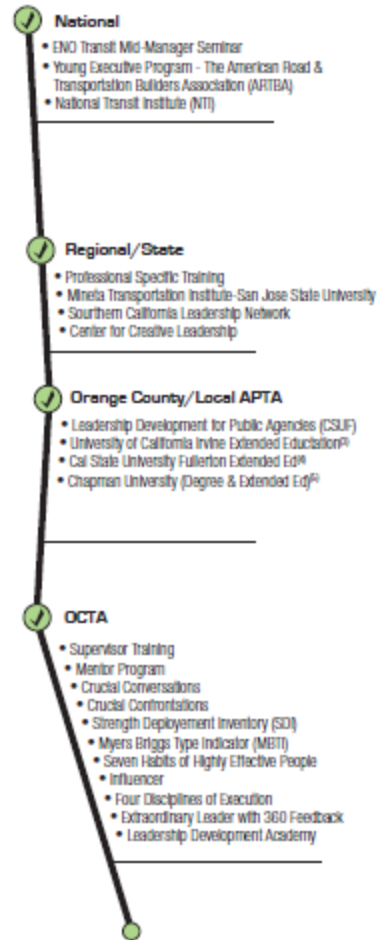 National
• ENO Transit Mid-Manager Seminar
• Young Executive Program - The American Road &
Transportation Builders Association (ARTBA)
• National Transit Institute (NTI)
Regional/State
• Professional Specific Training
• Mineta Transportation Institute-San Jose State University
• Sourthern California Leadership Network
• Center for Creative Leadership
Orange County/Local APTA
• Leadership Development for Public Agencies (CSUF)
• University of California Irvine Extended Eductation(3)
• Cal State University Fullerton Extended Ed(4)
• Chapman University (Degree & Extended Ed)(5)
OCTA
• Supervisor Training
• Mentor Program
• Crucial Conversations
• Crucial Confrontations
• Strength Deployement Inventory (SDI)
• Myers Briggs Type Indicator (MBTI)
• Seven Habits of Highly Effective People
• Influencer
• Four Disciplines of Execution
• Extraordinary Leader with 360 Feedback
• Leadership Development Academy